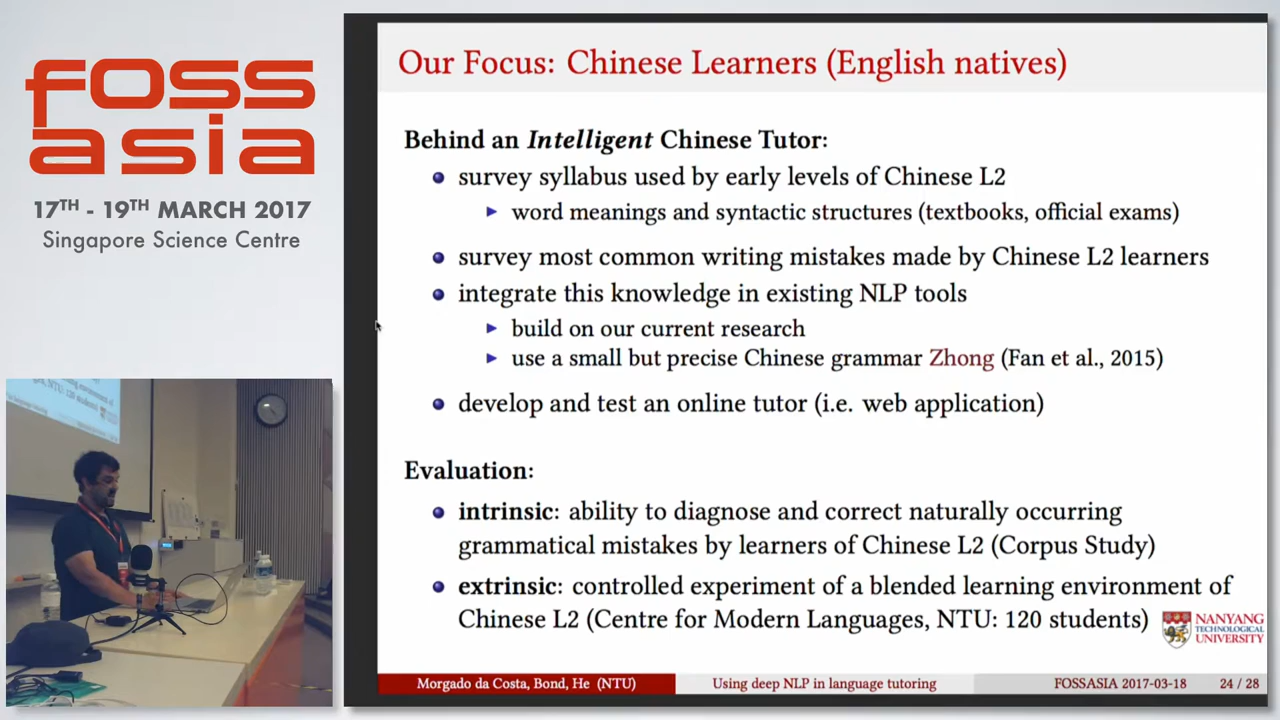 foss
asia
17TH - 19TH MARCH 2017
Singapore Science Centre
Our Focus: Chinese Learners (English natives)
Behind an Intelligent Chinese Tutor:
survey syllabus used by early levels of Chinese L2
word meanings and syntactic structures (textbooks, official exams)
survey most common writing mistakes made by Chinese L2 learners
integrate this knowledge in existing NLP tools
build on our current research
use a small but precise Chinese grammar Zhong (Fan et al., 2015)
develop and test an online tutor (i.e. web application)
Evaluation:
intrinsic: ability to diagnose and correct naturally occurring
grammatical mistakes by learners of Chinese L2 (Corpus Study)
extrinsic: controlled experiment of a blended learning environment of
Chinese L2 (Centre for Modern Languages, NTU: 120 students)
NANYANG
TECHNOLOGICAL
UNIVERSITY
Morgado da Costa, Bond, He (NTU)
Using deep NLP in language tutoring
FOSSASIA 2017-03-18
24 / 28